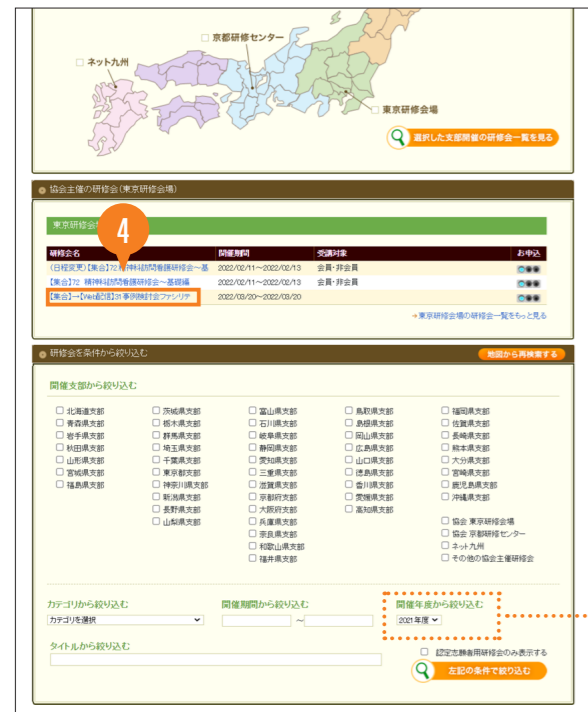 京都研修センター
ネット九州
東京研修会場
選択した支部開催の研修会一覧を見る
協会主催の研修会(東京研修会場)
東京研修会
4
研修会名 開催期間 受講対象 お申込
(日程変更)【集合】72精神科訪問看護研修会～基 2022/02/11～2022/02/13 会員・非会員
【集合】72 精神科訪問看護研修会～基礎編 2022/02/11～2022/02/13 会員・非会員
【集合】→【Web配信】31事例検討会ファシリテ 2022/03/20～2022/03/20
→東京研修会場の研修会一覧をもっと見る
研修会を条件から絞り込む 地図から再検索する
開催支部から絞り込む
北海道支部 茨城県支部 富山県支部 鳥取県支部 福岡県支部
青森県支部 栃木県支部 石川県支部 島根県支部 佐賀県支部
岩手県支部 群馬県支部 岐阜県支部 岡山県支部 長崎県支部
秋田県支部 埼玉県支部 静岡県支部 広島県支部 熊本県支部
山形県支部 千葉県支部 愛知県支部 山口県支部 大分県支部
宮城県支部 東京都支部 三重県支部 徳島県支部 宮崎県支部
福島県支部 神奈川県支部 滋賀県支部 香川県支部 鹿児島県支部
新潟県支部 京都府支部 愛媛県支部 沖縄県支部
長野県支部 大阪府支部 高知県支部
山梨県支部 兵庫県支部 協会 東京研修会場
奈良県支部 協会 京都研修センター
和歌山県支部 ネット九州
福井県支部 その他の協会主催研修会
カテゴリから絞り込む 開催期間から絞り込む 開催年度から絞り込む
カテゴリを選択 ～ 2021年度
タイトルから絞り込む
認定志願者用研修会のみ表示する
左記の条件で絞り込む